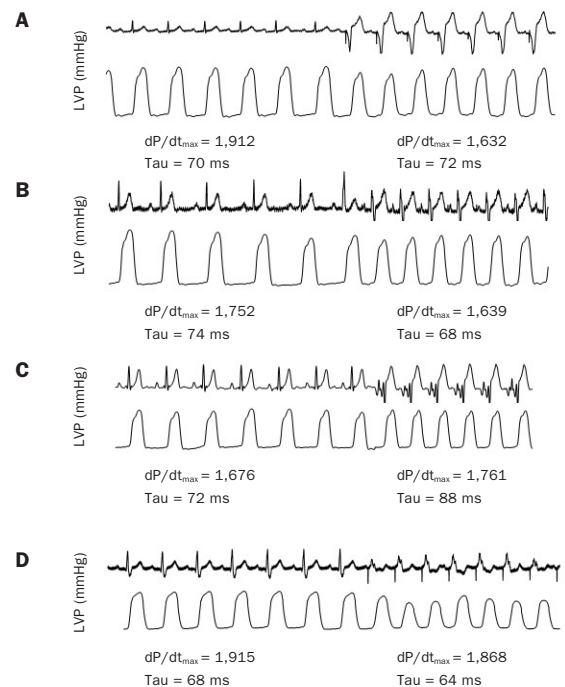 A
LVP (mmHg)
dP/dtmax = 1,912
Tau = 70 ms
dP/dtmax = 1,632
Tau = 72 ms
B
LVP (mmHg)
dP/dtmax = 1,752
Tau = 74 ms
dP/dtmax = 1,639
Tau = 68 ms
C
LVP (mmHg)
dP/dtmax = 1,676
Tau = 72 ms
dP/dtmax = 1,761
Tau = 88 ms
D
LVP (mmHg)
dP/dtmax = 1,915
Tau = 68 ms
dP/dtmax = 1,868
Tau = 64 ms